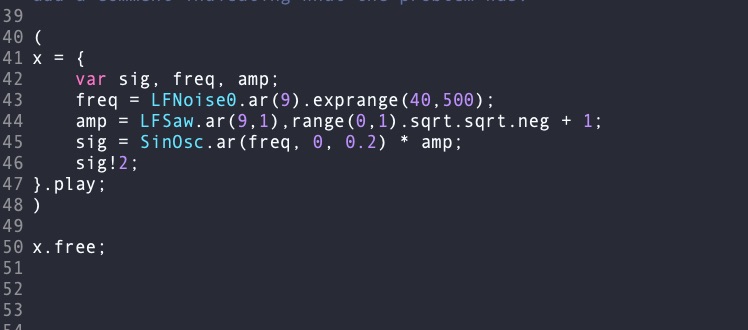 39
40 (
41 x = {
42     var sig, freq, amp;
43     freq = LFNoise0.ar(9).exprange(40,500);
44     amp = LFSaw.ar(9,1),range(0,1).sqrt.sqrt.neg + 1;
45     sig = SinOsc.ar(freq, 0, 0.2) * amp;
46     sig!2;
47 }.play;
48 )
49
50 x.free;
51
52
53
54